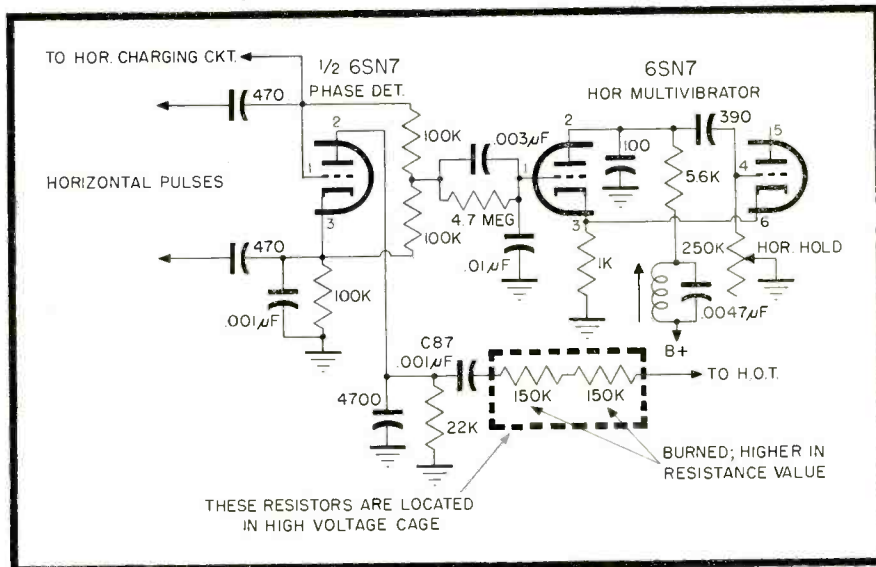 TO HOR. CHARGING CKT.
½ 6SN7
PHASE DET.
6SN7
HOR MULTIVIBRATOR
470
2
100K
.003µF
2
390
5
1
1
100
4
HORIZONTAL PULSES
5.6K
3
4.7 MEG
3
6
470
100K
250K
HOR. HOLD
.01µF
1K
100K
.001µF
.0047µF
C87
.001µF
B+
TO H.O.T.
4700
150K
150K
22K
BURNED; HIGHER IN
RESISTANCE VALUE
THESE RESISTORS ARE LOCATED
IN HIGH VOLTAGE CAGE